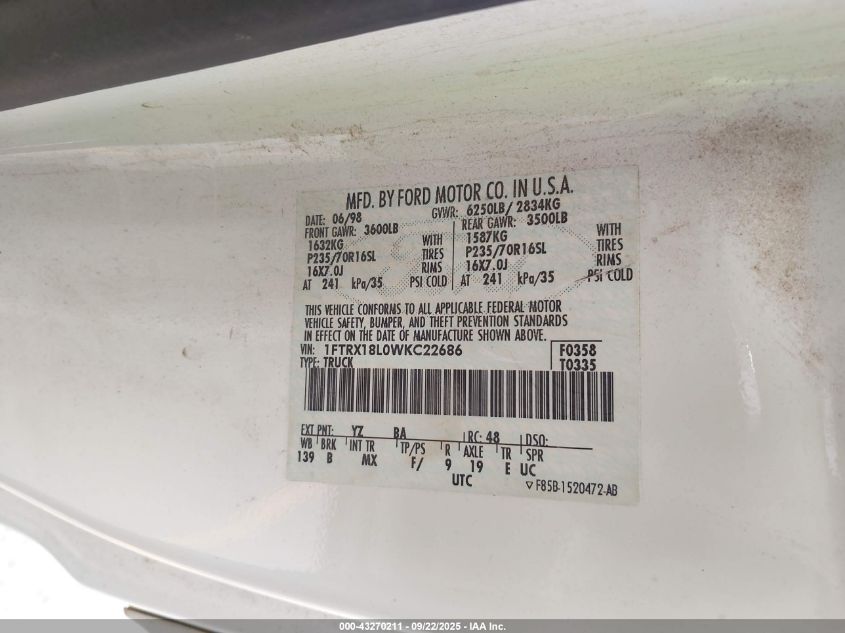 MFD. BY FORD MOTOR CO. IN U.S.A.
DATE: 06/98 GVWR: 6250LB/ 2834KG
FRONT GAWR: 3600LB REAR GAWR: 3500LB
1632KG WITH 1587KG WITH
P235/70R16SL TIRES P235/70R16SL TIRES
16X7.0J RIMS 16X7.0J RIMS
AT 241 kPa/35 PSI COLD AT 241 kPa/35 PSI COLD
THIS VEHICLE CONFORMS TO ALL APPLICABLE FEDERAL MOTOR
VEHICLE SAFETY, BUMPER, AND THEFT PREVENTION STANDARDS
IN EFFECT ON THE DATE OF MANUFACTURE SHOWN ABOVE.
VIN: 1FTRX18L0WKC22686 F0358
TYPE: TRUCK T0335
EXT PNT: YZ BA RC: 48 DSO:
WB BRK INT TR TP/PS R AXLE TR SPR
139 B MX F/ 9 19 E UC
UTC ▽ F85B-1520472-AB
000-43270211 - 09/22/2025 - IAA Inc.